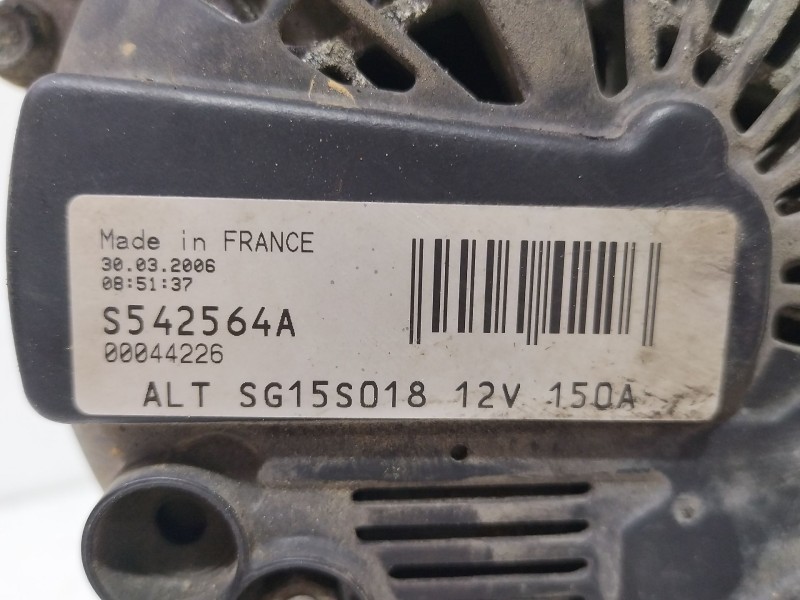 Made in FRANCE
30.03.2006
08:51:37
S542564A
00044226
ALT SG15S018 12V 150A